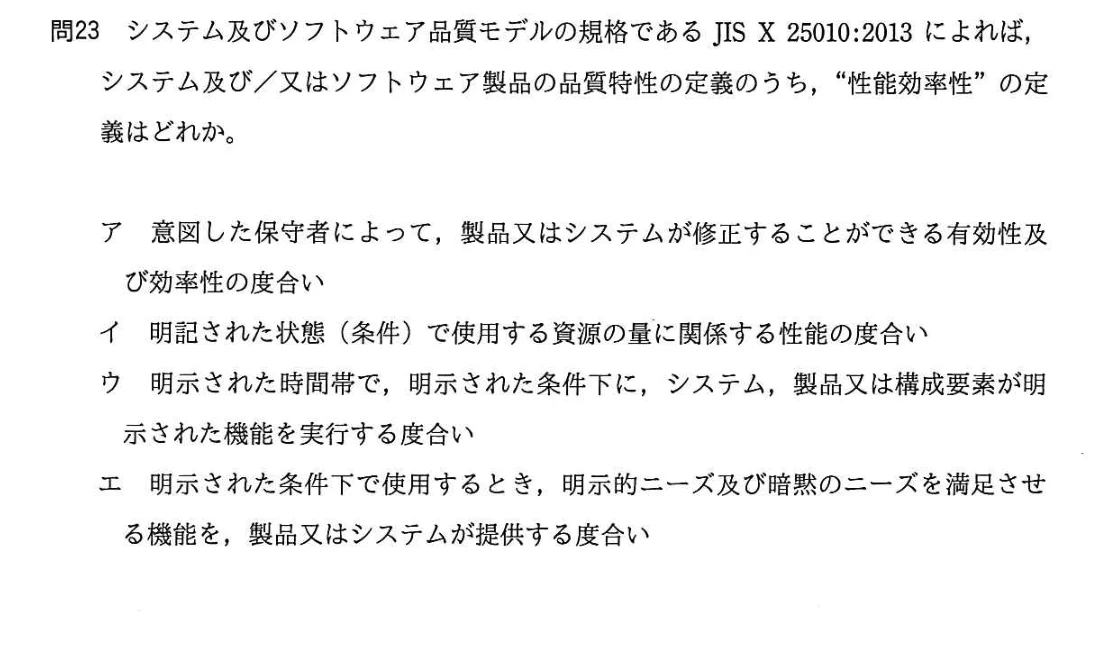 問23 システム及びソフトウェア品質モデルの規格である JIS X 25010:2013 によれば，
システム及び／又はソフトウェア製品の品質特性の定義のうち，“性能効率性” の定
義はどれか。
ア 意図した保守者によって，製品又はシステムが修正することができる有効性及
び効率性の度合い
イ 明記された状態（条件）で使用する資源の量に関係する性能の度合い
ウ 明示された時間帯で，明示された条件下に，システム，製品又は構成要素が明
示された機能を実行する度合い
エ 明示された条件下で使用するとき，明示的ニーズ及び暗黙のニーズを満足させ
る機能を，製品又はシステムが提供する度合い